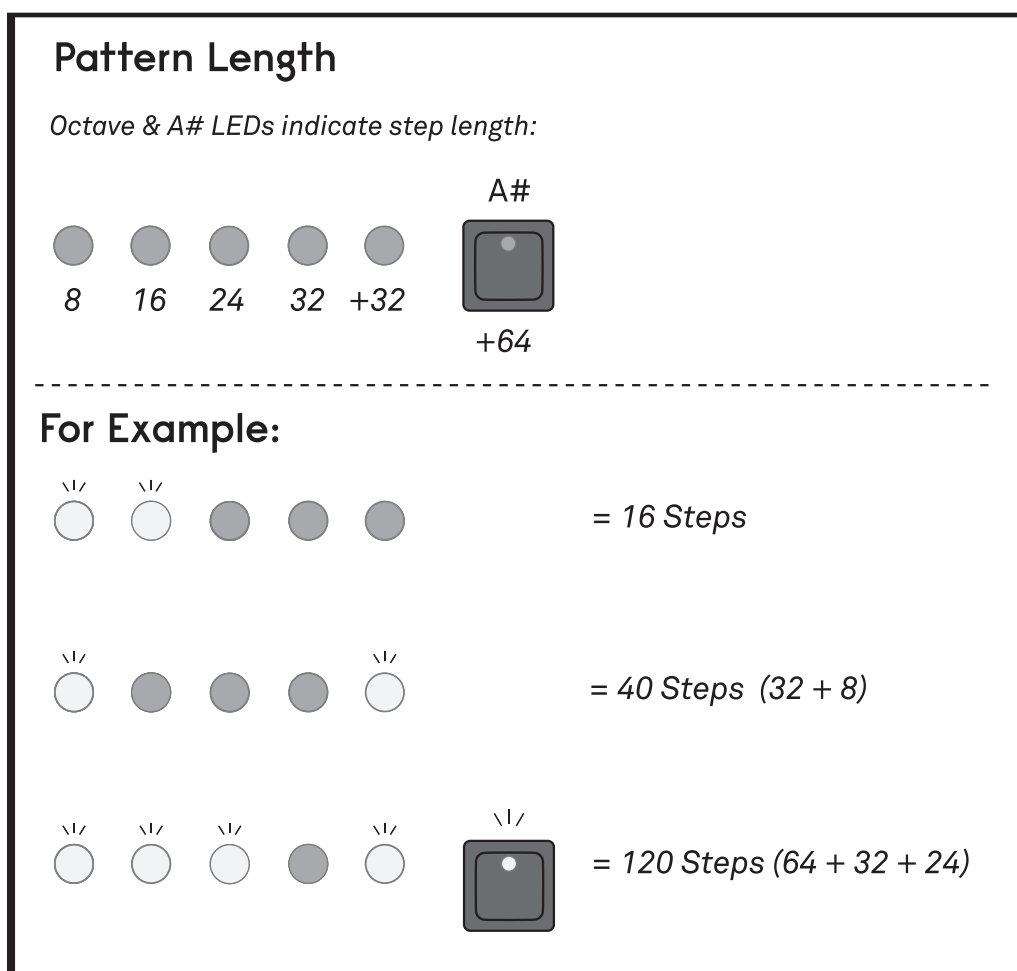 Pattern Length
Octave & A# LEDs indicate step length:
A#
8 16 24 32 +32
+64
For Example:
= 16 Steps
= 40 Steps (32 + 8)
= 120 Steps (64 + 32 + 24)